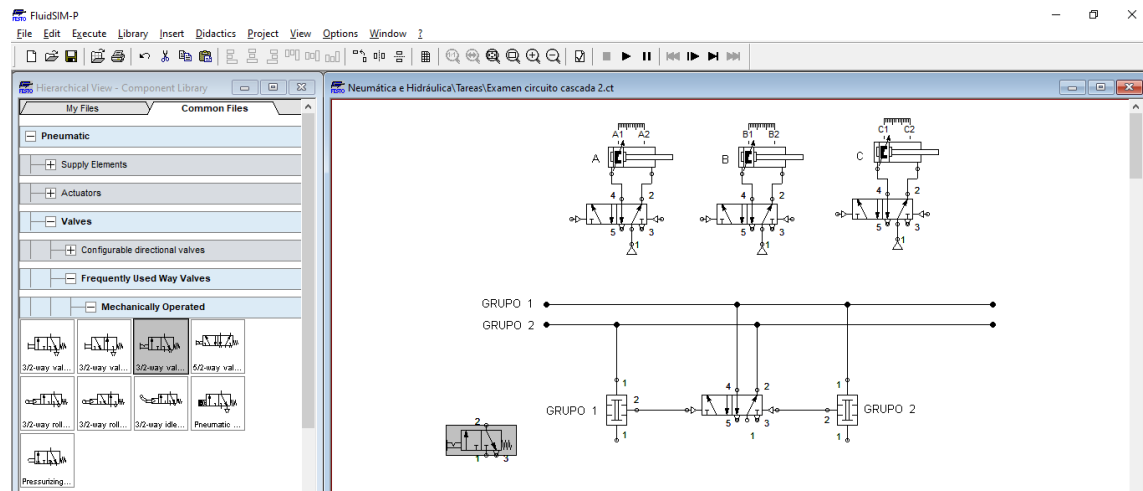 FESTO FluidSIM-P
File Edit Execute Library Insert Didactics Project View Options Window ?
FESTO Hierarchical View - Component Library
My Files Common Files
Pneumatic
Supply Elements
Actuators
Valves
Configurable directional valves
Frequently Used Way Valves
Mechanically Operated
3/2-way val... 3/2-way val... 3/2-way val... 5/2-way val...
3/2-way roll... 3/2-way roll... 3/2-way idle... Pneumatic ...
Pressurizing...
FESTO Neumática e Hidráulica\Tareas\Examen circuito cascada 2.ct
A1 A2 B1 B2 C1 C2
A B C
4 2 4 2 4 2
5 3 5 3 5 3
1 1 1
GRUPO 1
GRUPO 2
1 4 2 1
GRUPO 1 2 2 GRUPO 2
5 3
1 1 1
2
1 3